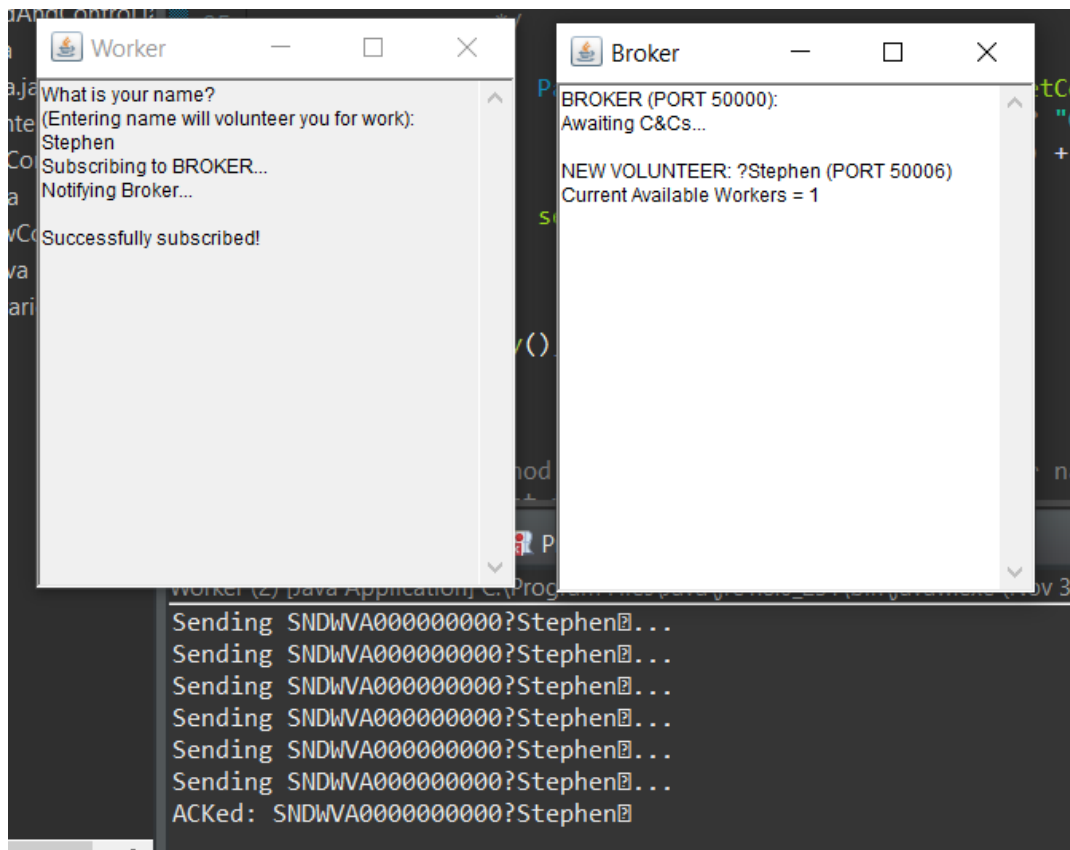 Worker
What is your name?
(Entering name will volunteer you for work):
Stephen
Subscribing to BROKER...
Notifying Broker...
Successfully subscribed!
Broker
BROKER (PORT 50000):
Awaiting C&Cs...
NEW VOLUNTEER: ?Stephen (PORT 50006)
Current Available Workers = 1
Sending SNDWVA000000000?Stephen⍰...
Sending SNDWVA000000000?Stephen⍰...
Sending SNDWVA000000000?Stephen⍰...
Sending SNDWVA000000000?Stephen⍰...
Sending SNDWVA000000000?Stephen⍰...
Sending SNDWVA000000000?Stephen⍰...
ACKed: SNDWVA0000000000?Stephen⍰